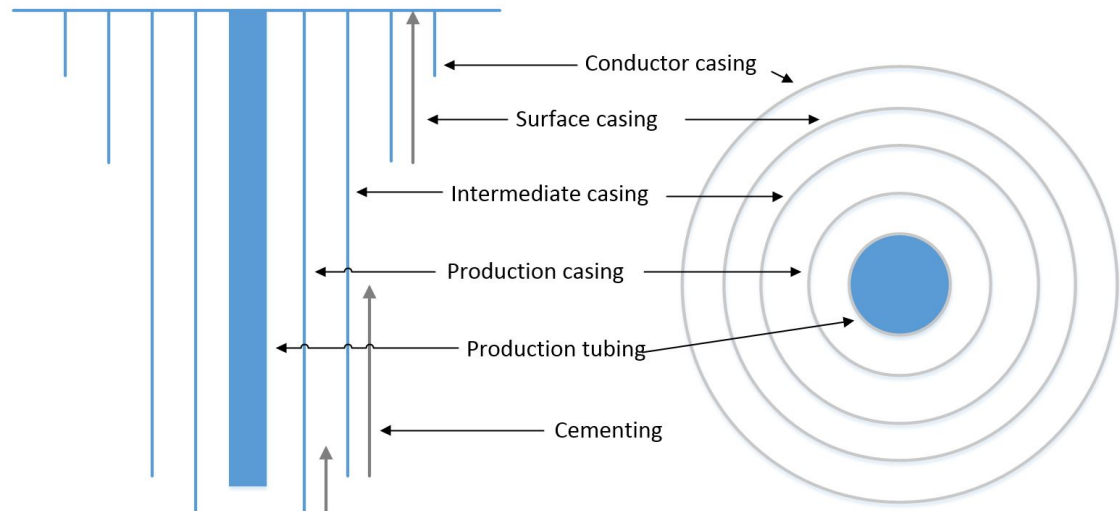 Conductor casing
Surface casing
Intermediate casing
Production casing
Production tubing
Cementing